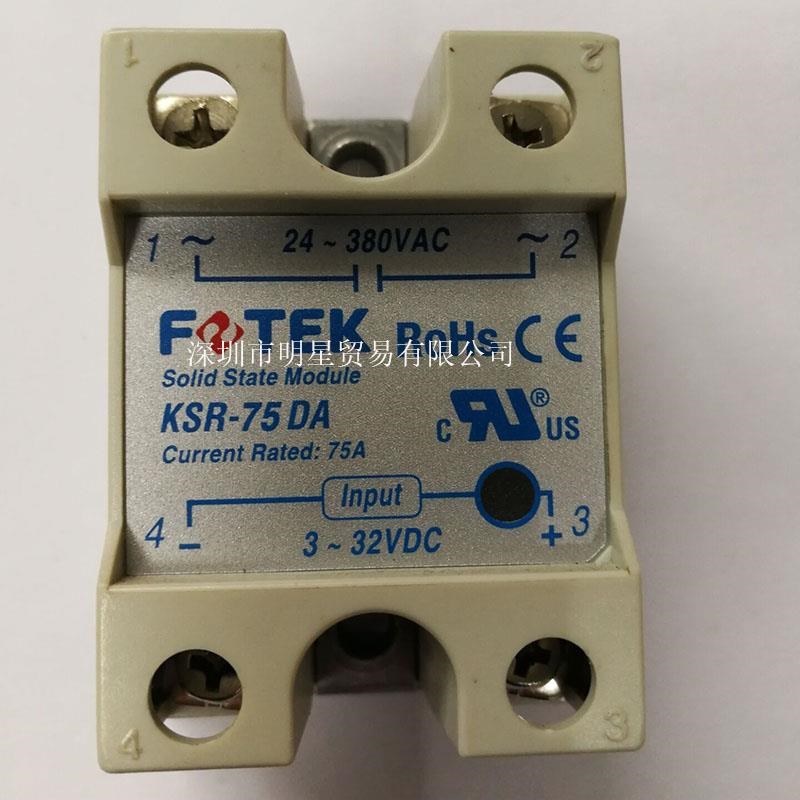 1 2
1 ~ 24 ~ 380VAC ~ 2
FOTEK RoHs CE
深圳市明星贸易有限公司
Solid State Module
KSR-75 DA
c RU ® US
Current Rated: 75A
4 - Input + 3
3 ~ 32VDC
4 3